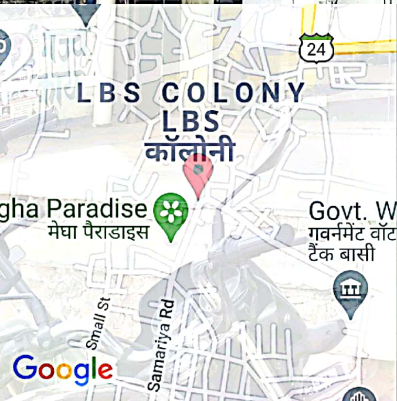 24
LBS COLONY
LBS
कॉलोनी
gha Paradise
मेघा पैराडाइस
Govt. W
गवर्नमेंट वॉट
टैंक बासी
Small St
Samariya Rd
Google